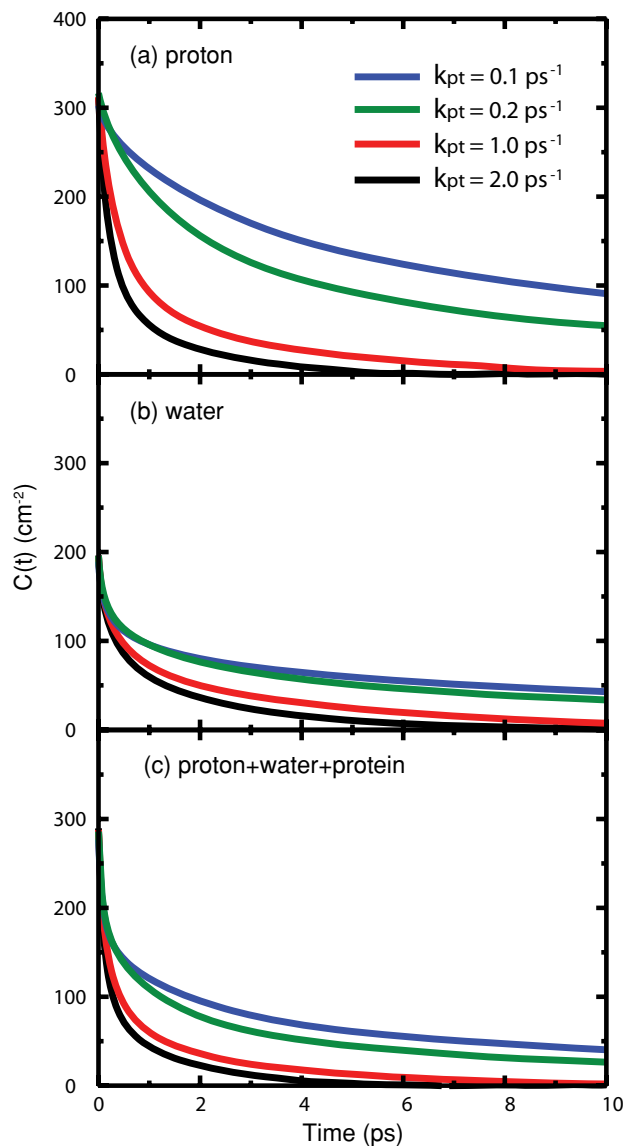 400
(a) proton
kpt = 0.1 ps⁻¹
300
kpt = 0.2 ps⁻¹
kpt = 1.0 ps⁻¹
200
kpt = 2.0 ps⁻¹
100
0
(b) water
300
C(t) (cm⁻²)
200
100
0
(c) proton+water+protein
300
200
100
0
0 2 4 6 8 10
Time (ps)